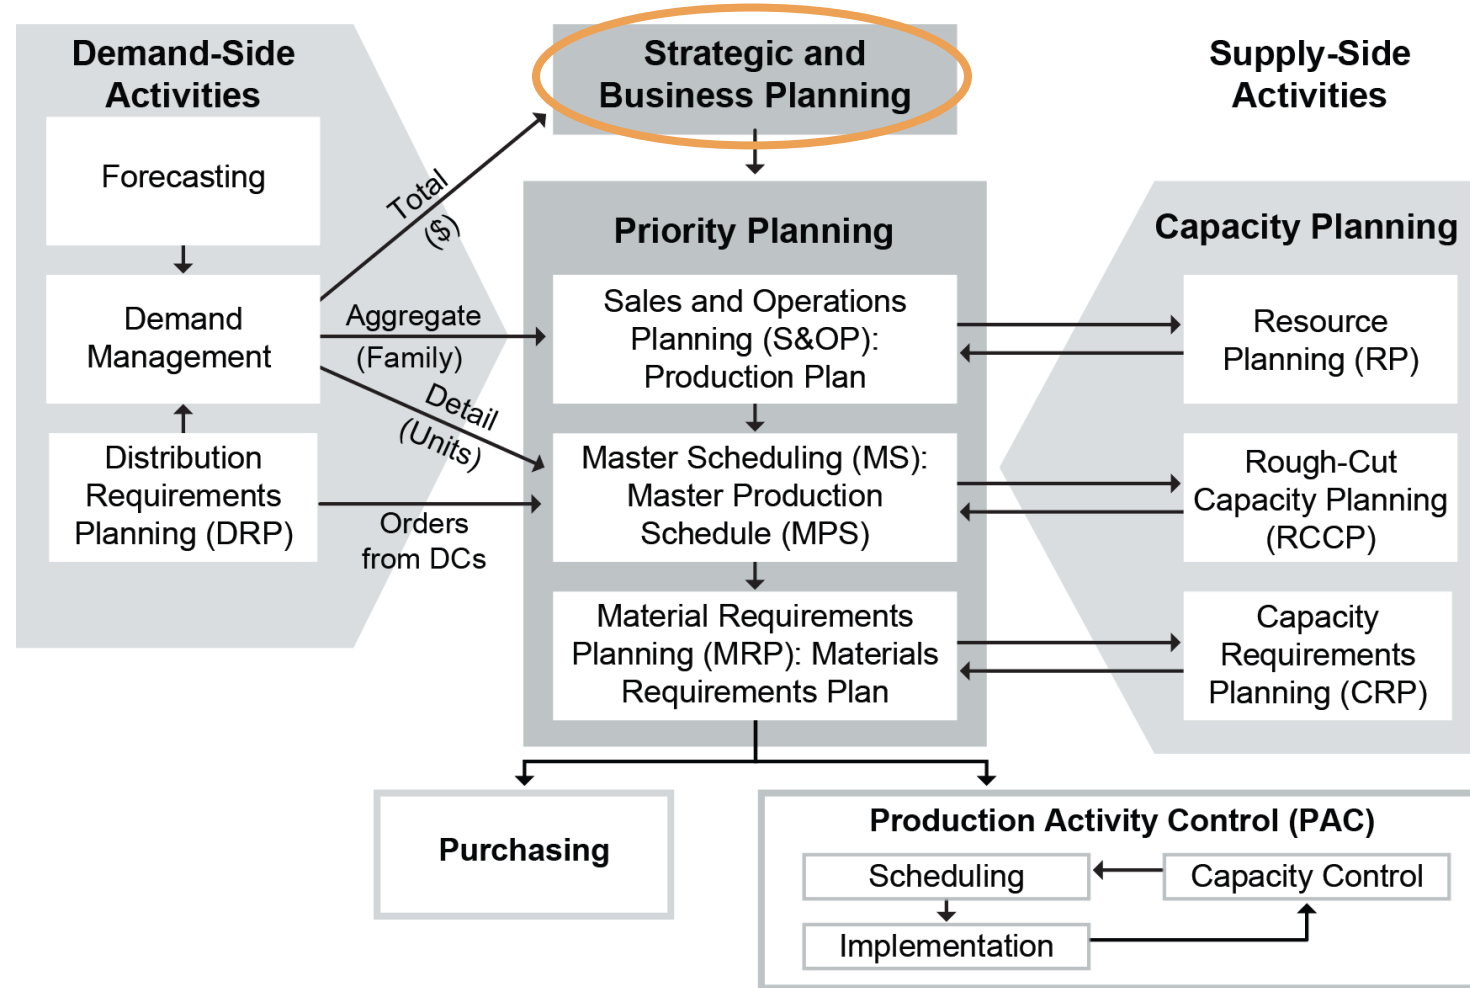 Demand-Side
Activities
Forecasting
Demand
Management
Distribution
Requirements
Planning (DRP)
Total
($)
Aggregate
(Family)
Detail
(Units)
Orders
from DCs
Strategic and
Business Planning
Priority Planning
Sales and Operations
Planning (S&OP):
Production Plan
Master Scheduling (MS):
Master Production
Schedule (MPS)
Material Requirements
Planning (MRP): Materials
Requirements Plan
Supply-Side
Activities
Capacity Planning
Resource
Planning (RP)
Rough-Cut
Capacity Planning
(RCCP)
Capacity
Requirements
Planning (CRP)
Purchasing
Production Activity Control (PAC)
Scheduling
Capacity Control
Implementation